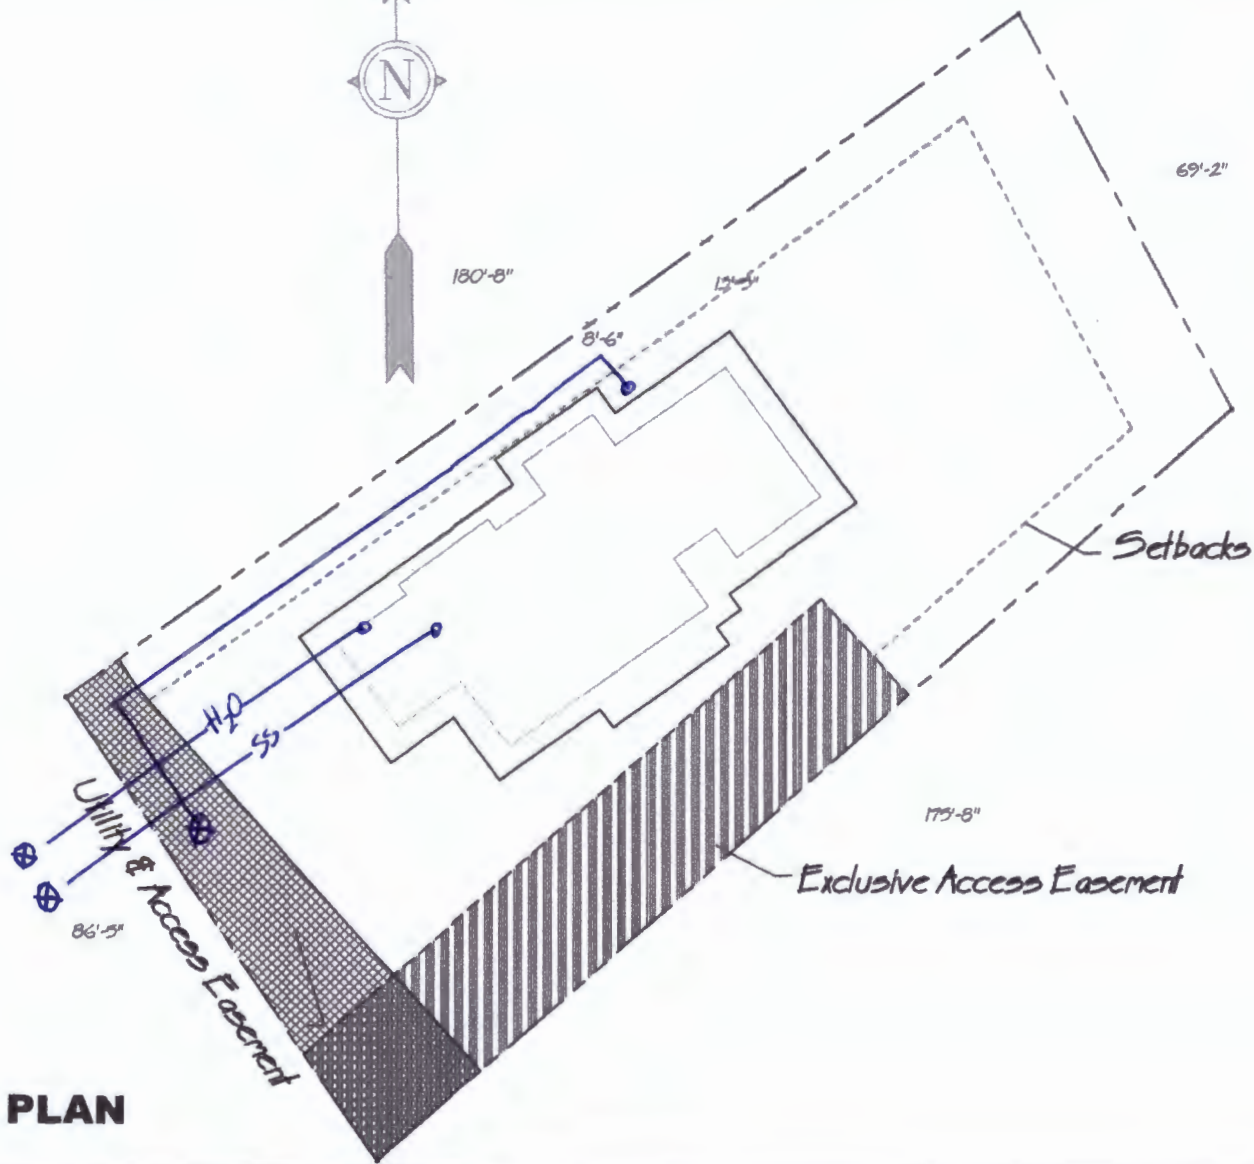 N
69'-2"
180'-8"
8'-6"
Setbacks
H2O
SS
175'-8"
Utility & Access Easement
Exclusive Access Easement
86'-5"
PLAN